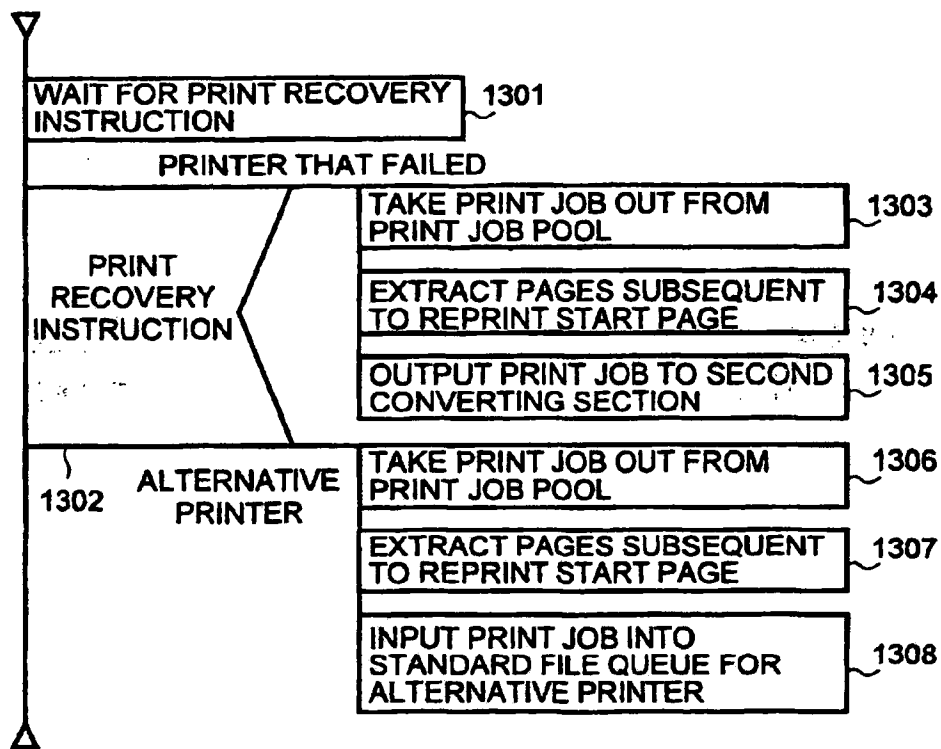 WAIT FOR PRINT RECOVERY
INSTRUCTION
1301
PRINTER THAT FAILED
PRINT
RECOVERY
INSTRUCTION
1302
TAKE PRINT JOB OUT FROM
PRINT JOB POOL
1303
EXTRACT PAGES SUBSEQUENT
TO REPRINT START PAGE
1304
OUTPUT PRINT JOB TO SECOND
CONVERTING SECTION
1305
ALTERNATIVE
PRINTER
TAKE PRINT JOB OUT FROM
PRINT JOB POOL
1306
EXTRACT PAGES SUBSEQUENT
TO REPRINT START PAGE
1307
INPUT PRINT JOB INTO
STANDARD FILE QUEUE FOR
ALTERNATIVE PRINTER
1308